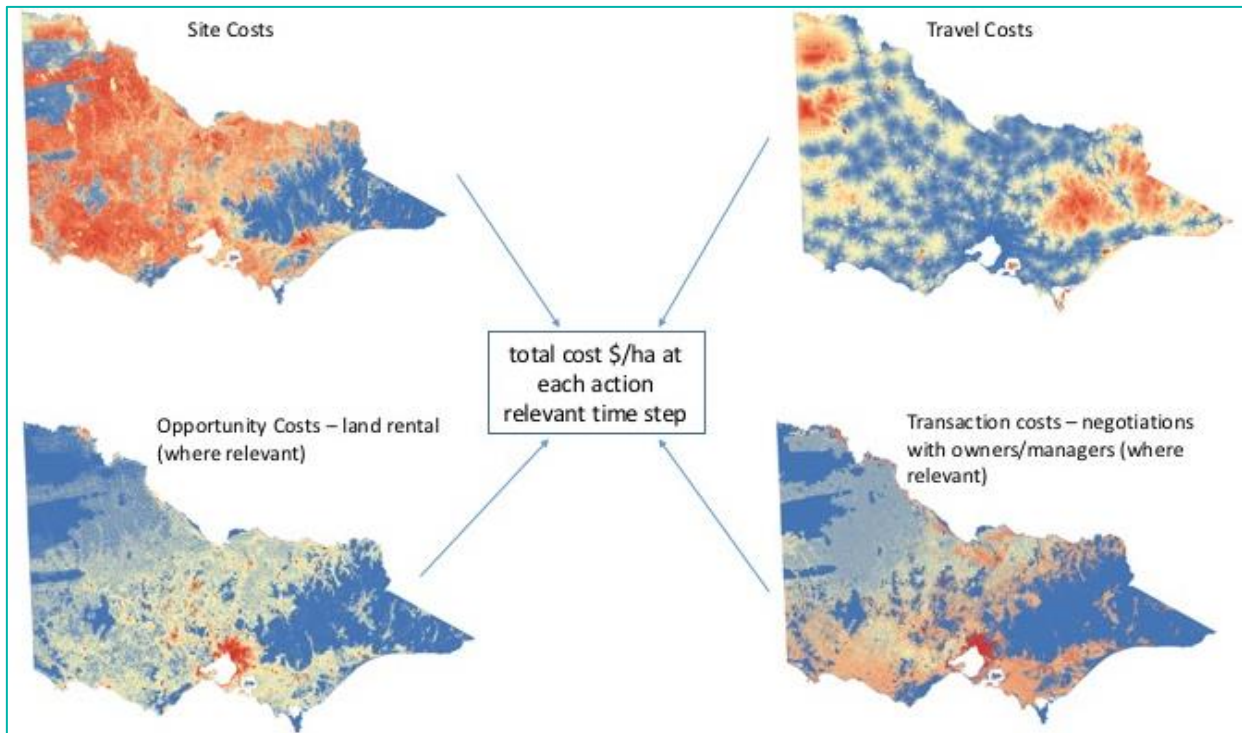 Site Costs
Travel Costs
total cost $/ha at
each action
relevant time step
Opportunity Costs – land rental
(where relevant)
Transaction costs – negotiations
with owners/managers (where
relevant)